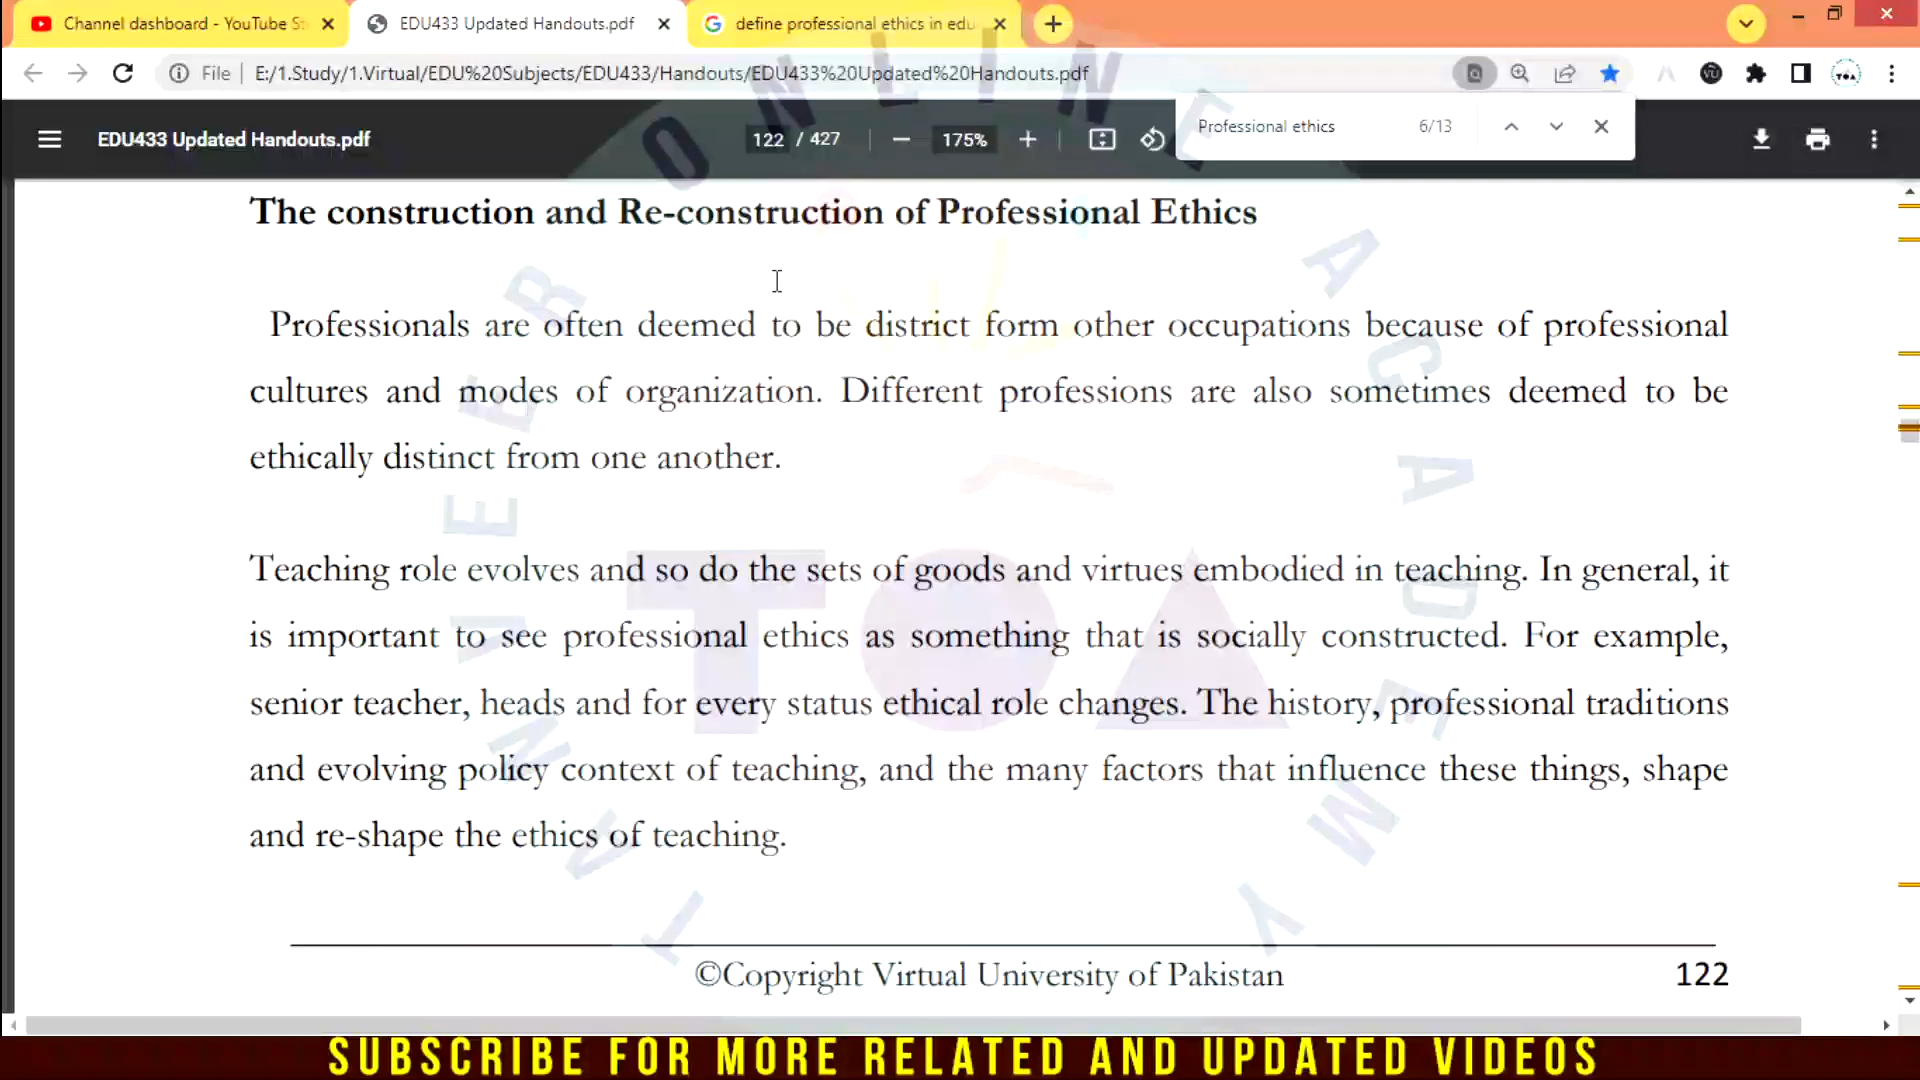 Channel dashboard - YouTube St
EDU433 Updated Handouts.pdf
define professional ethics in edu
File
E:/1.Study/1.Virtual/EDU%20Subjects/EDU433/Handouts/EDU433%20Updated%20Handouts.pdf
EDU433 Updated Handouts.pdf
122 / 427
175%
Professional ethics 6/13
The construction and Re-construction of Professional Ethics
Professionals are often deemed to be district form other occupations because of professional
cultures and modes of organization. Different professions are also sometimes deemed to be
ethically distinct from one another.
Teaching role evolves and so do the sets of goods and virtues embodied in teaching. In general, it
is important to see professional ethics as something that is socially constructed. For example,
senior teacher, heads and for every status ethical role changes. The history, professional traditions
and evolving policy context of teaching, and the many factors that influence these things, shape
and re-shape the ethics of teaching.
©Copyright Virtual University of Pakistan 122
TANVEER ONLINE ACADEMY
TOA
SUBSCRIBE FOR MORE RELATED AND UPDATED VIDEOS